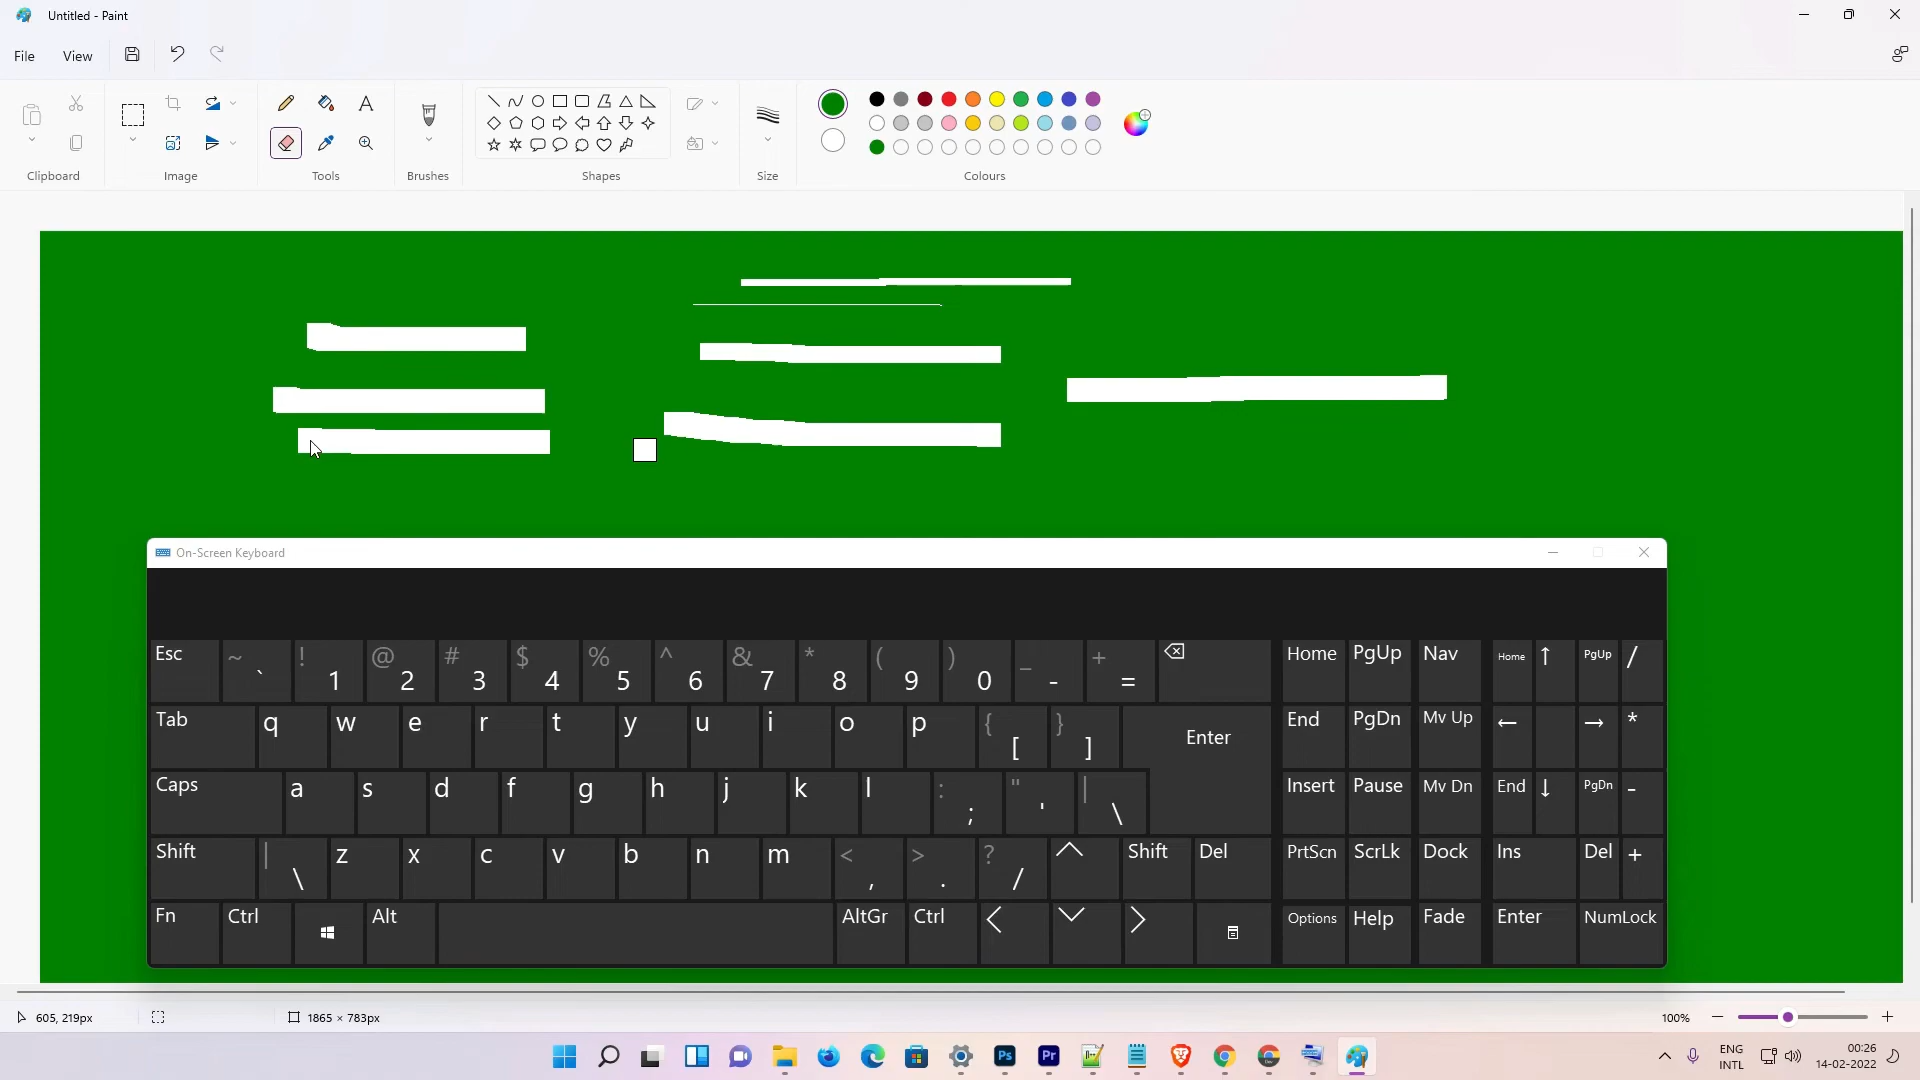 Untitled - Paint
File View
Clipboard Image Tools Brushes Shapes Size Colours
On-Screen Keyboard
Esc ~ ` ! 1 @ 2 # 3 $ 4 % 5 ^ 6 & 7 * 8 ( 9 ) 0 _ - + = Home PgUp Nav Home ↑ PgUp /
Tab q w e r t y u i o p { [ } ] Enter End PgDn Mv Up ← → *
Caps a s d f g h j k l : ; " ' | \ Insert Pause Mv Dn End ↓ PgDn -
Shift | \ z x c v b n m < , > . ? / Shift Del PrtScn ScrLk Dock Ins Del +
Fn Ctrl Alt AltGr Ctrl Options Help Fade Enter NumLock
605, 219px 1865 × 783px 100%
Ps Pr ENG INTL 00:26 14-02-2022